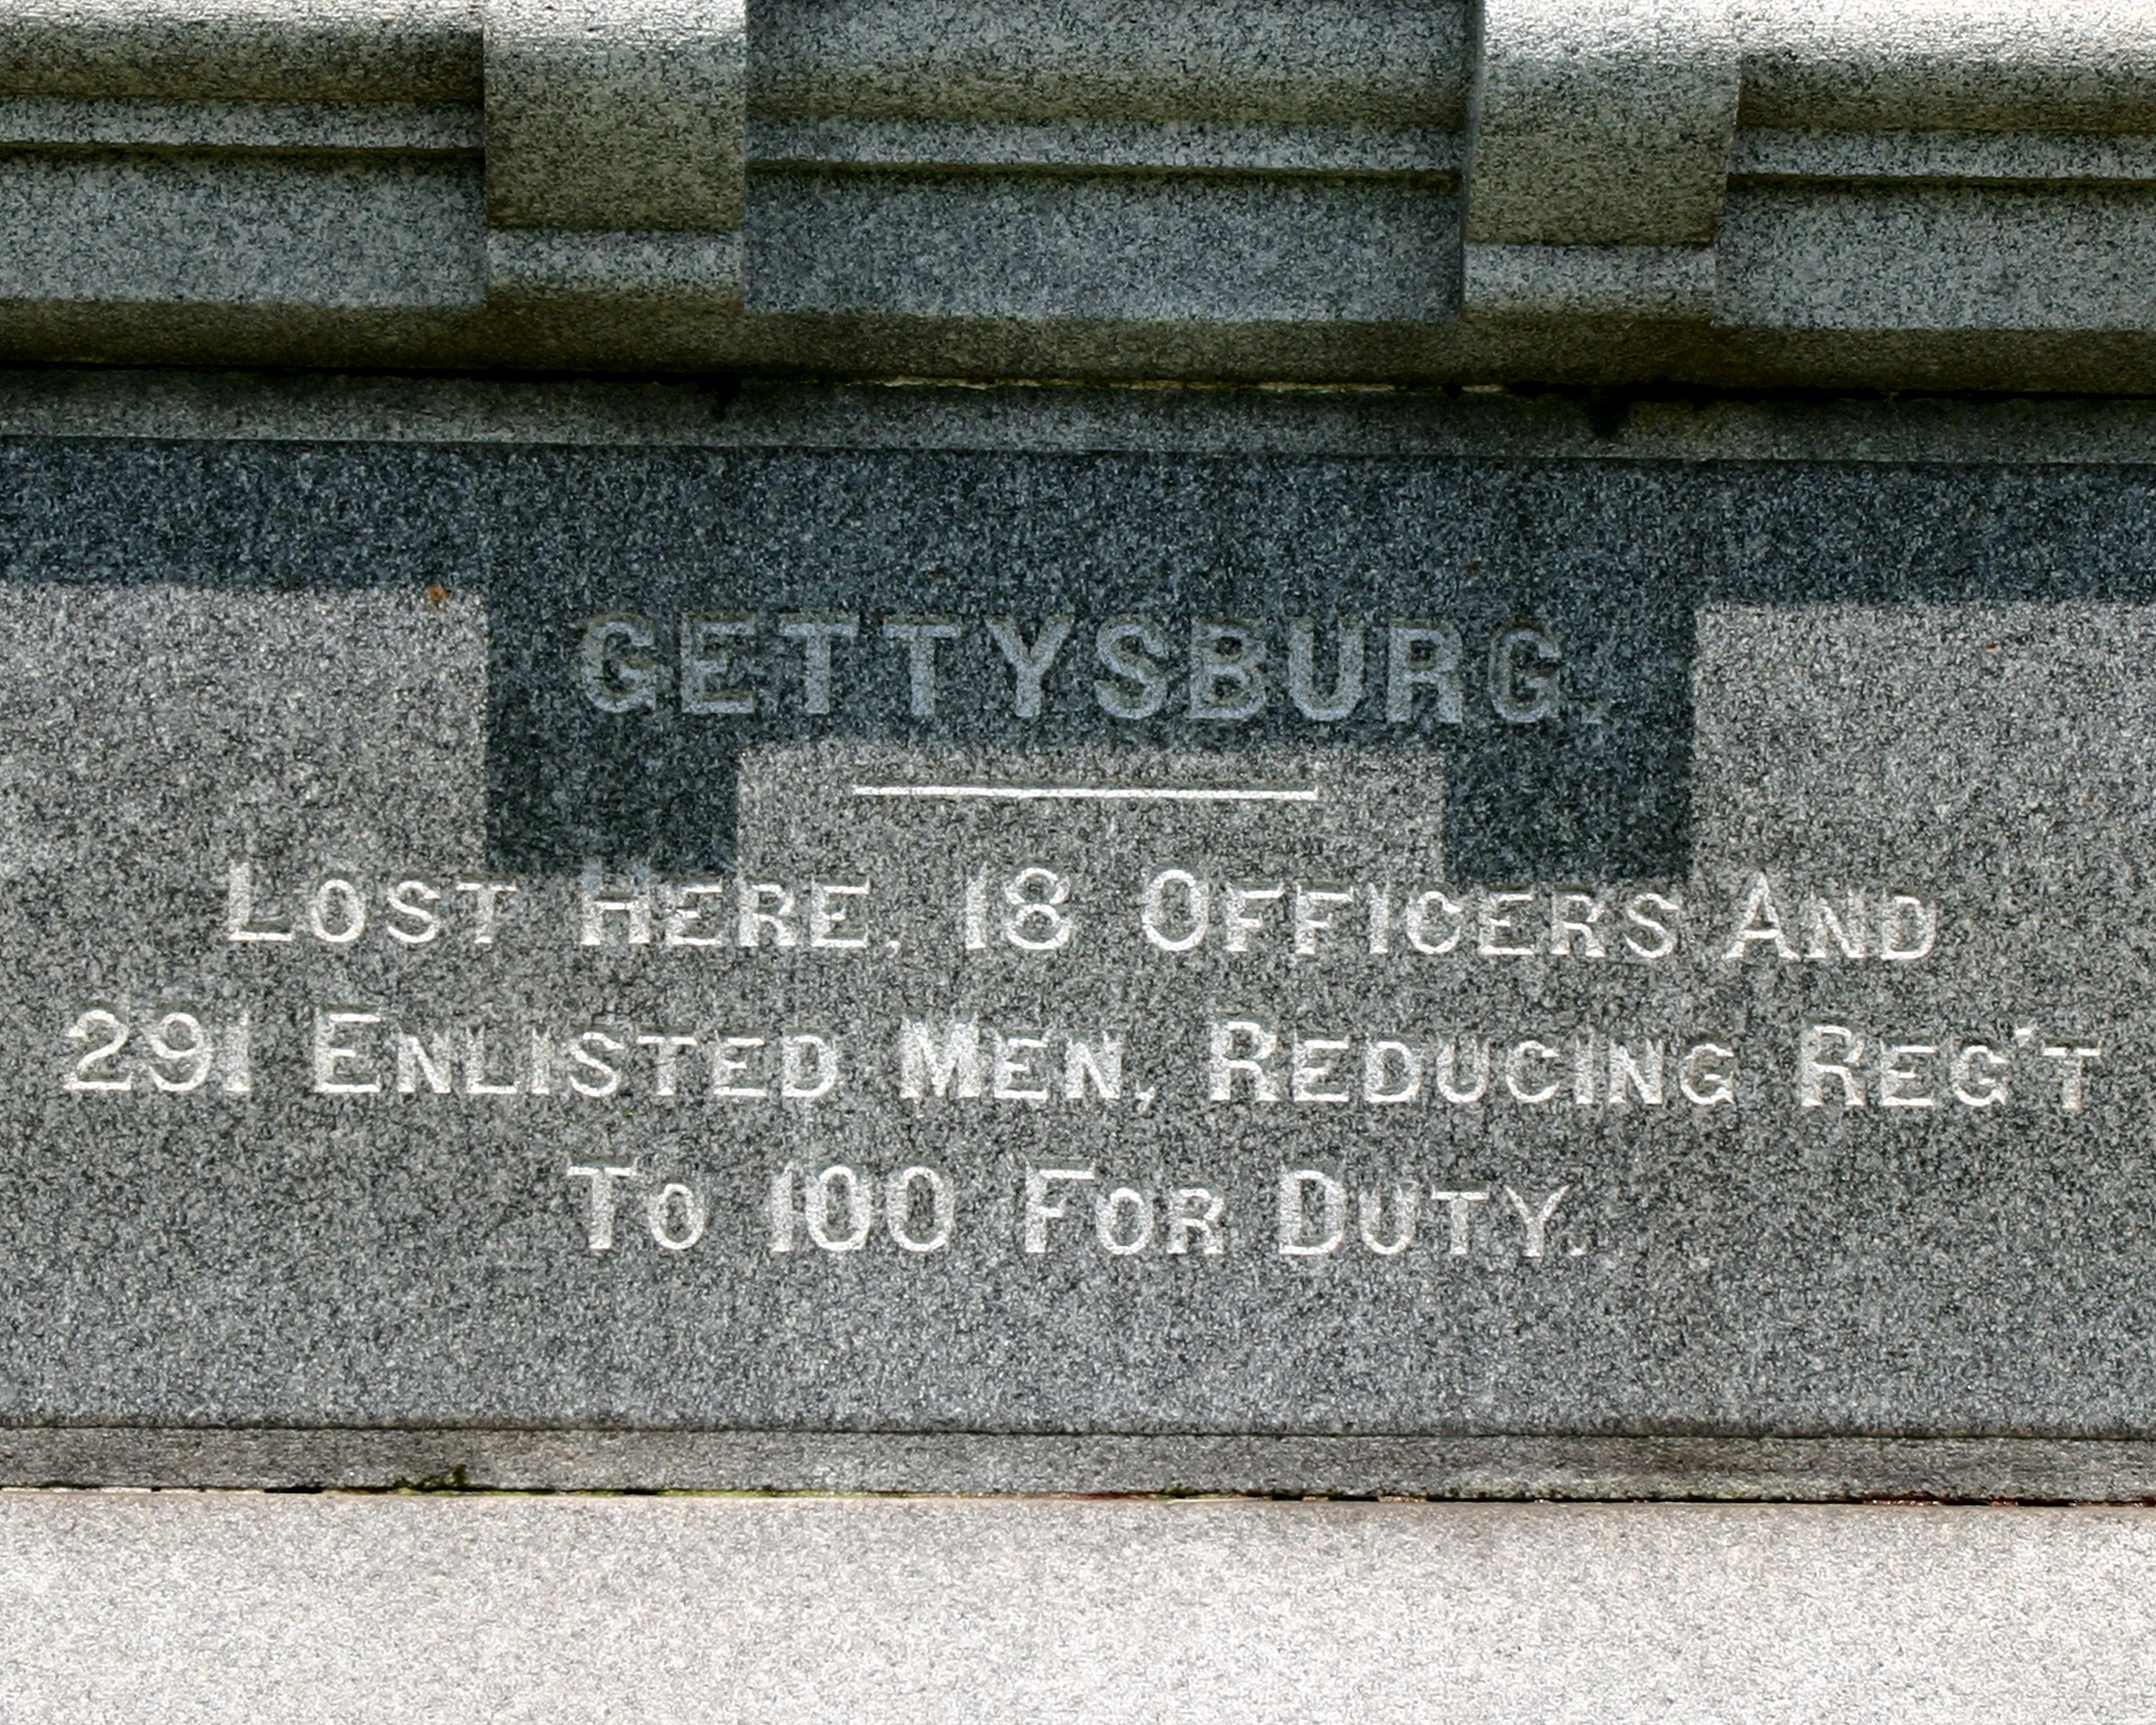 GETTYSBURG.
LOST HERE, 18 OFFICERS AND
291 ENLISTED MEN, REDUCING REG'T
TO 100 FOR DUTY.